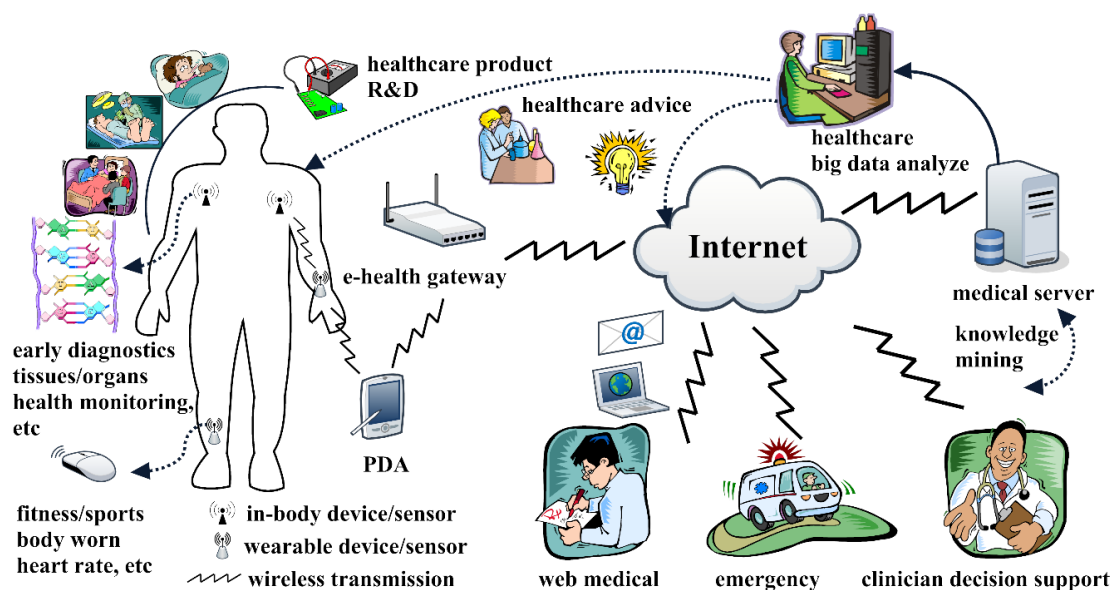 healthcare product
R&D
healthcare advice
healthcare
big data analyze
Internet
e-health gateway
medical server
knowledge
mining
early diagnostics
tissues/organs
health monitoring,
etc
@
PDA
fitness/sports
body worn
heart rate, etc
in-body device/sensor
wearable device/sensor
wireless transmission
web medical
emergency
clinician decision support